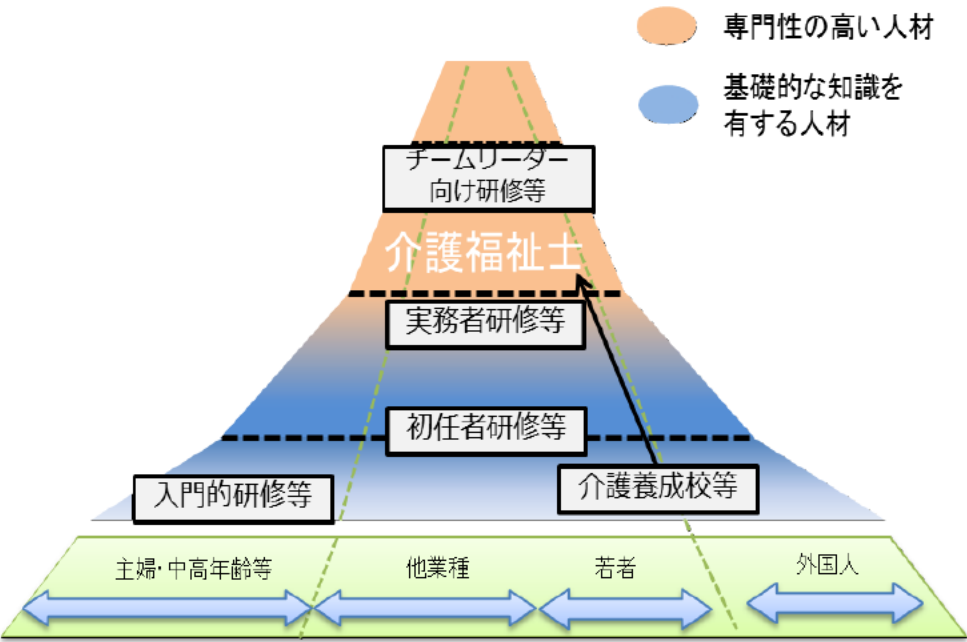 専門性の高い人材
基礎的な知識を
有する人材
チームリーダー
向け研修等
介護福祉士
実務者研修等
初任者研修等
入門的研修等
介護養成校等
主婦･中高年齢等
他業種
若者
外国人